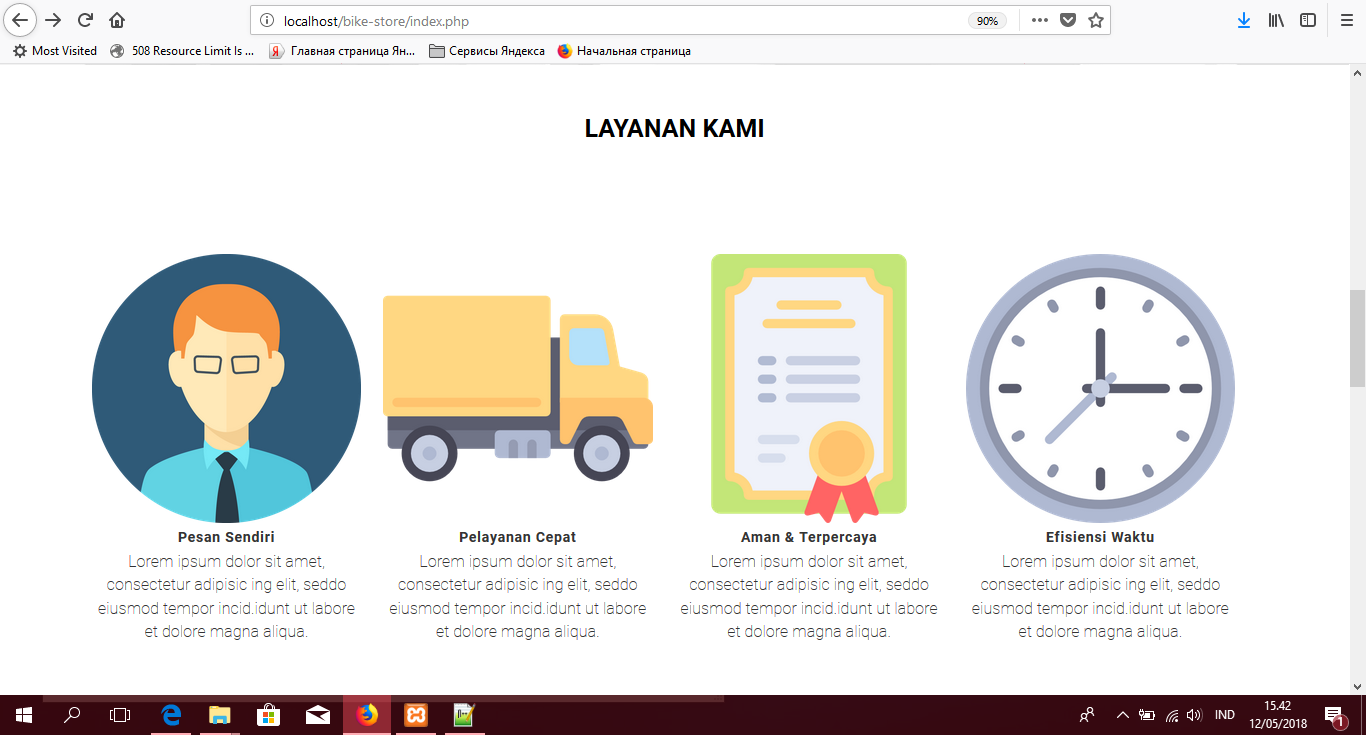 localhost/bike-store/index.php
90%
Most Visited
508 Resource Limit Is ...
Главная страница Ян...
Сервисы Яндекса
Начальная страница
LAYANAN KAMI
Pesan Sendiri
Lorem ipsum dolor sit amet,
consectetur adipisic ing elit, seddo
eiusmod tempor incid.idunt ut labore
et dolore magna aliqua.
Pelayanan Cepat
Lorem ipsum dolor sit amet,
consectetur adipisic ing elit, seddo
eiusmod tempor incid.idunt ut labore
et dolore magna aliqua.
Aman & Terpercaya
Lorem ipsum dolor sit amet,
consectetur adipisic ing elit, seddo
eiusmod tempor incid.idunt ut labore
et dolore magna aliqua.
Efisiensi Waktu
Lorem ipsum dolor sit amet,
consectetur adipisic ing elit, seddo
eiusmod tempor incid.idunt ut labore
et dolore magna aliqua.
IND
15.42
12/05/2018
1